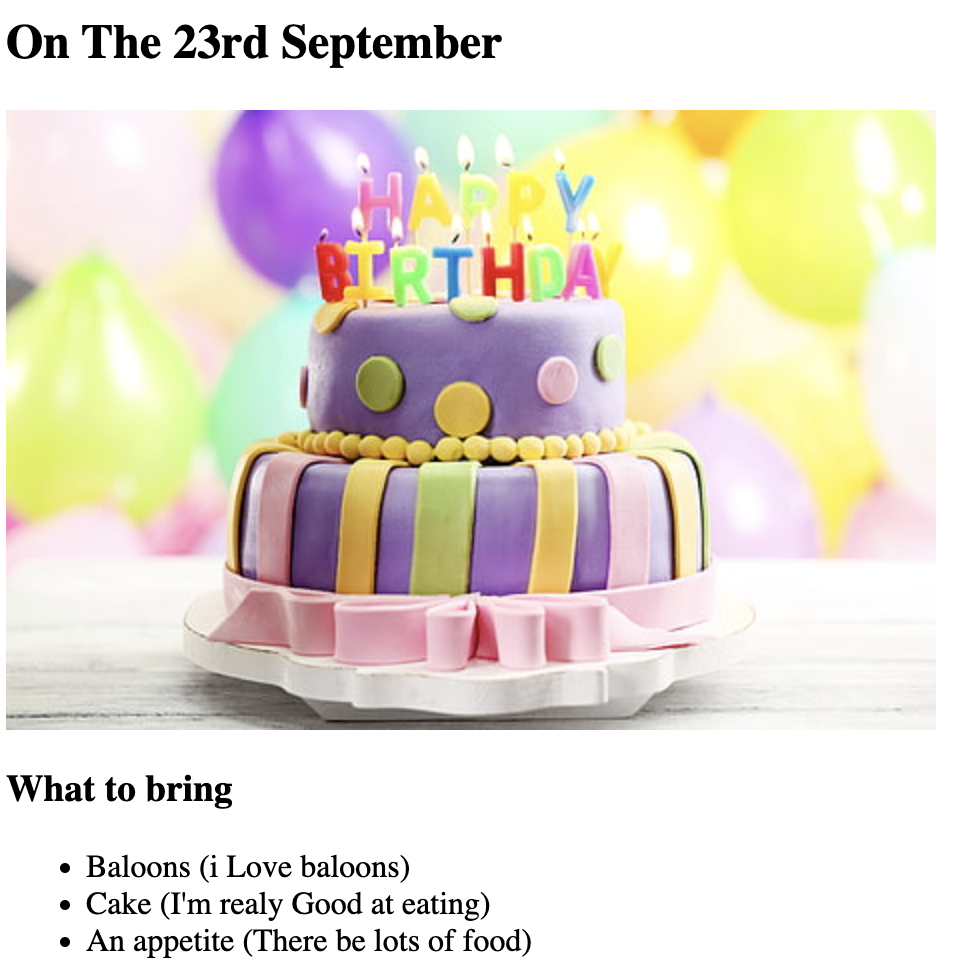 On The 23rd September
HAPPY
BIRTHDAY
What to bring
Baloons (i Love baloons)
Cake (I'm realy Good at eating)
An appetite (There be lots of food)